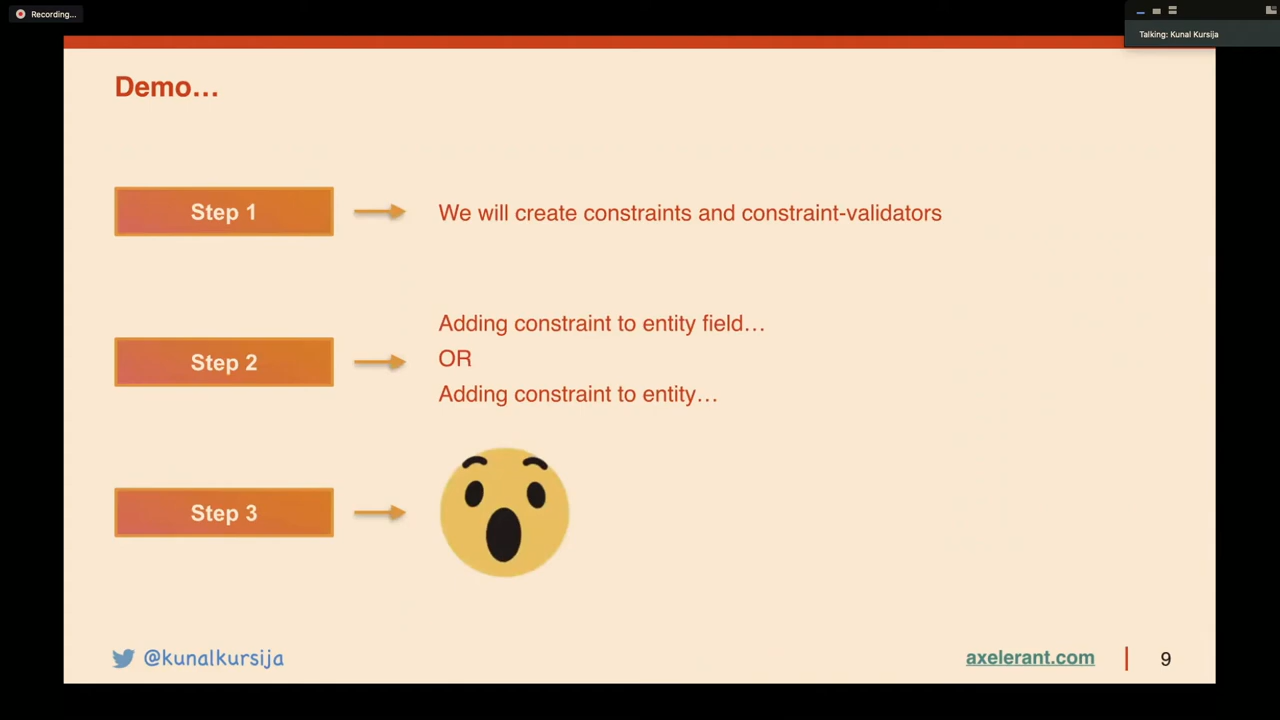 Recording...
Talking: Kunal Kursija
Demo…
Step 1
We will create constraints and constraint-validators
Step 2
Adding constraint to entity field…
OR
Adding constraint to entity…
Step 3
@kunalkursija
axelerant.com
9